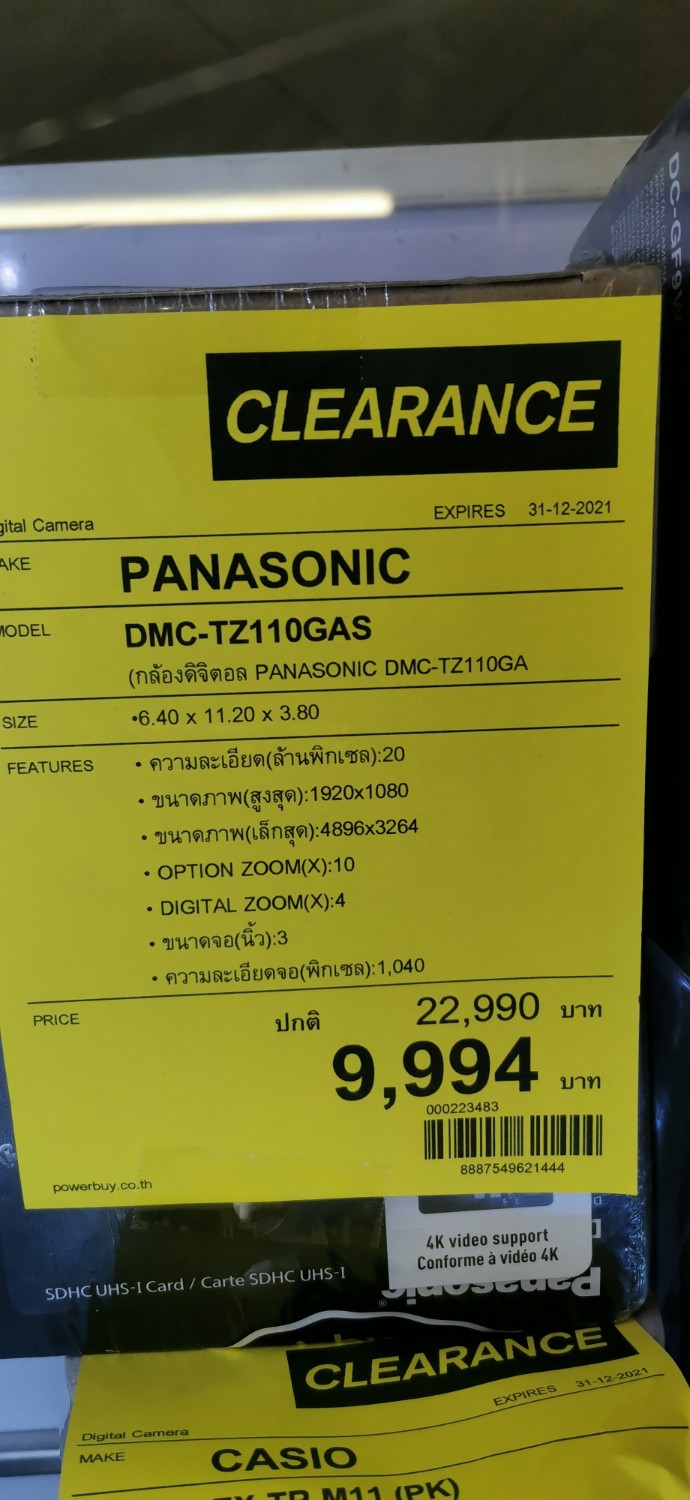 DC-GF9W
CLEARANCE
EXPIRES 31-12-2021
gital Camera
AKE PANASONIC
MODEL DMC-TZ110GAS
(กล้องดิจิตอล PANASONIC DMC-TZ110GA
SIZE •6.40 x 11.20 x 3.80
FEATURES • ความละเอียด(ล้านพิกเซล):20
• ขนาดภาพ(สูงสุด):1920x1080
• ขนาดภาพ(เล็กสุด):4896x3264
• OPTION ZOOM(X):10
• DIGITAL ZOOM(X):4
• ขนาดจอ(นิ้ว):3
• ความละเอียดจอ(พิกเซล):1,040
PRICE ปกติ 22,990 บาท
9,994 บาท
000223483
8887549621444
powerbuy.co.th
4K video support
Conforme à vidéo 4K
SDHC UHS-I Card / Carte SDHC UHS-I
Panasonic
CLEARANCE
EXPIRES 31-12-2021
Digital Camera
MAKE CASIO
M11 (PK)